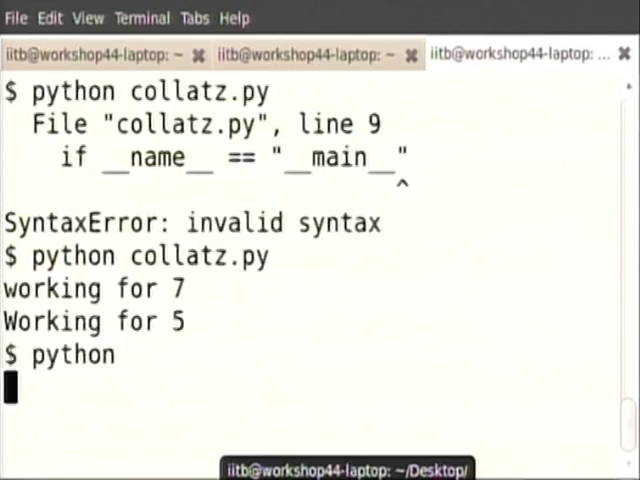 File Edit View Terminal Tabs Help
iitb@workshop44-laptop: ~ iitb@workshop44-laptop: ~ iitb@workshop44-laptop: ...
$ python collatz.py
File "collatz.py", line 9
if __name__ == "__main__"
^
SyntaxError: invalid syntax
$ python collatz.py
working for 7
Working for 5
$ python
iitb@workshop44-laptop: ~/Desktop/